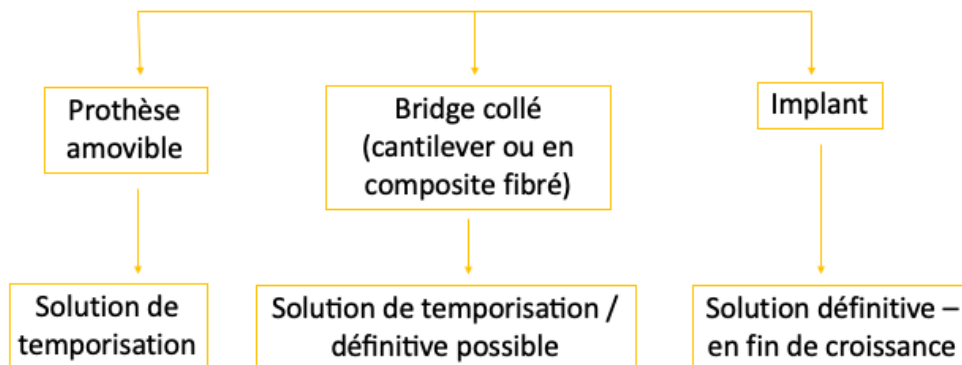 Prothèse
amovible
Bridge collé
(cantilever ou en
composite fibré)
Implant
Solution de
temporisation
Solution de temporisation /
définitive possible
Solution définitive –
en fin de croissance